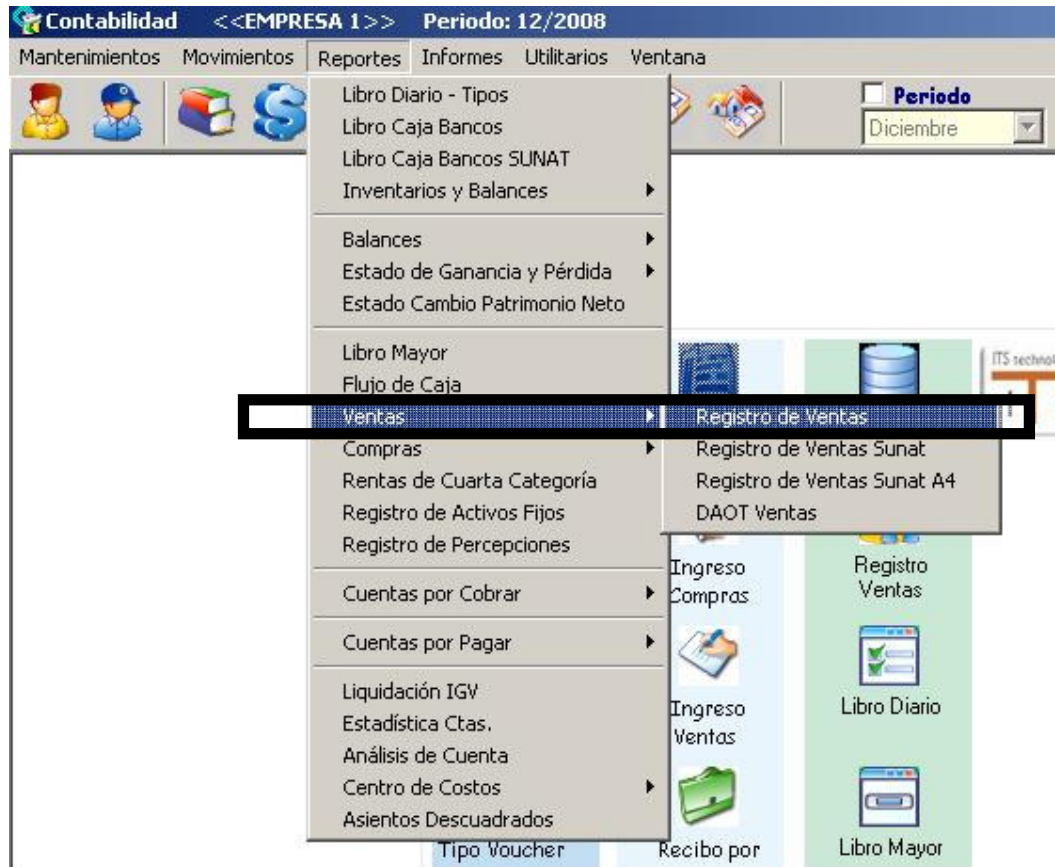 Contabilidad <<EMPRESA 1>> Periodo: 12/2008
Mantenimientos Movimientos Reportes Informes Utilitarios Ventana
Periodo
Diciembre
Libro Diario - Tipos
Libro Caja Bancos
Libro Caja Bancos SUNAT
Inventarios y Balances
Balances
Estado de Ganancia y Pérdida
Estado Cambio Patrimonio Neto
Libro Mayor
Flujo de Caja
Ventas
Compras
Rentas de Cuarta Categoría
Registro de Activos Fijos
Registro de Percepciones
Cuentas por Cobrar
Cuentas por Pagar
Liquidación IGV
Estadística Ctas.
Análisis de Cuenta
Centro de Costos
Asientos Descuadrados
Registro de Ventas
Registro de Ventas Sunat
Registro de Ventas Sunat A4
DAOT Ventas
ITS
Ingreso
Compras
Registro
Ventas
Ingreso
Ventas
Libro Diario
Tipo Voucher
Recibo por
Libro Mayor